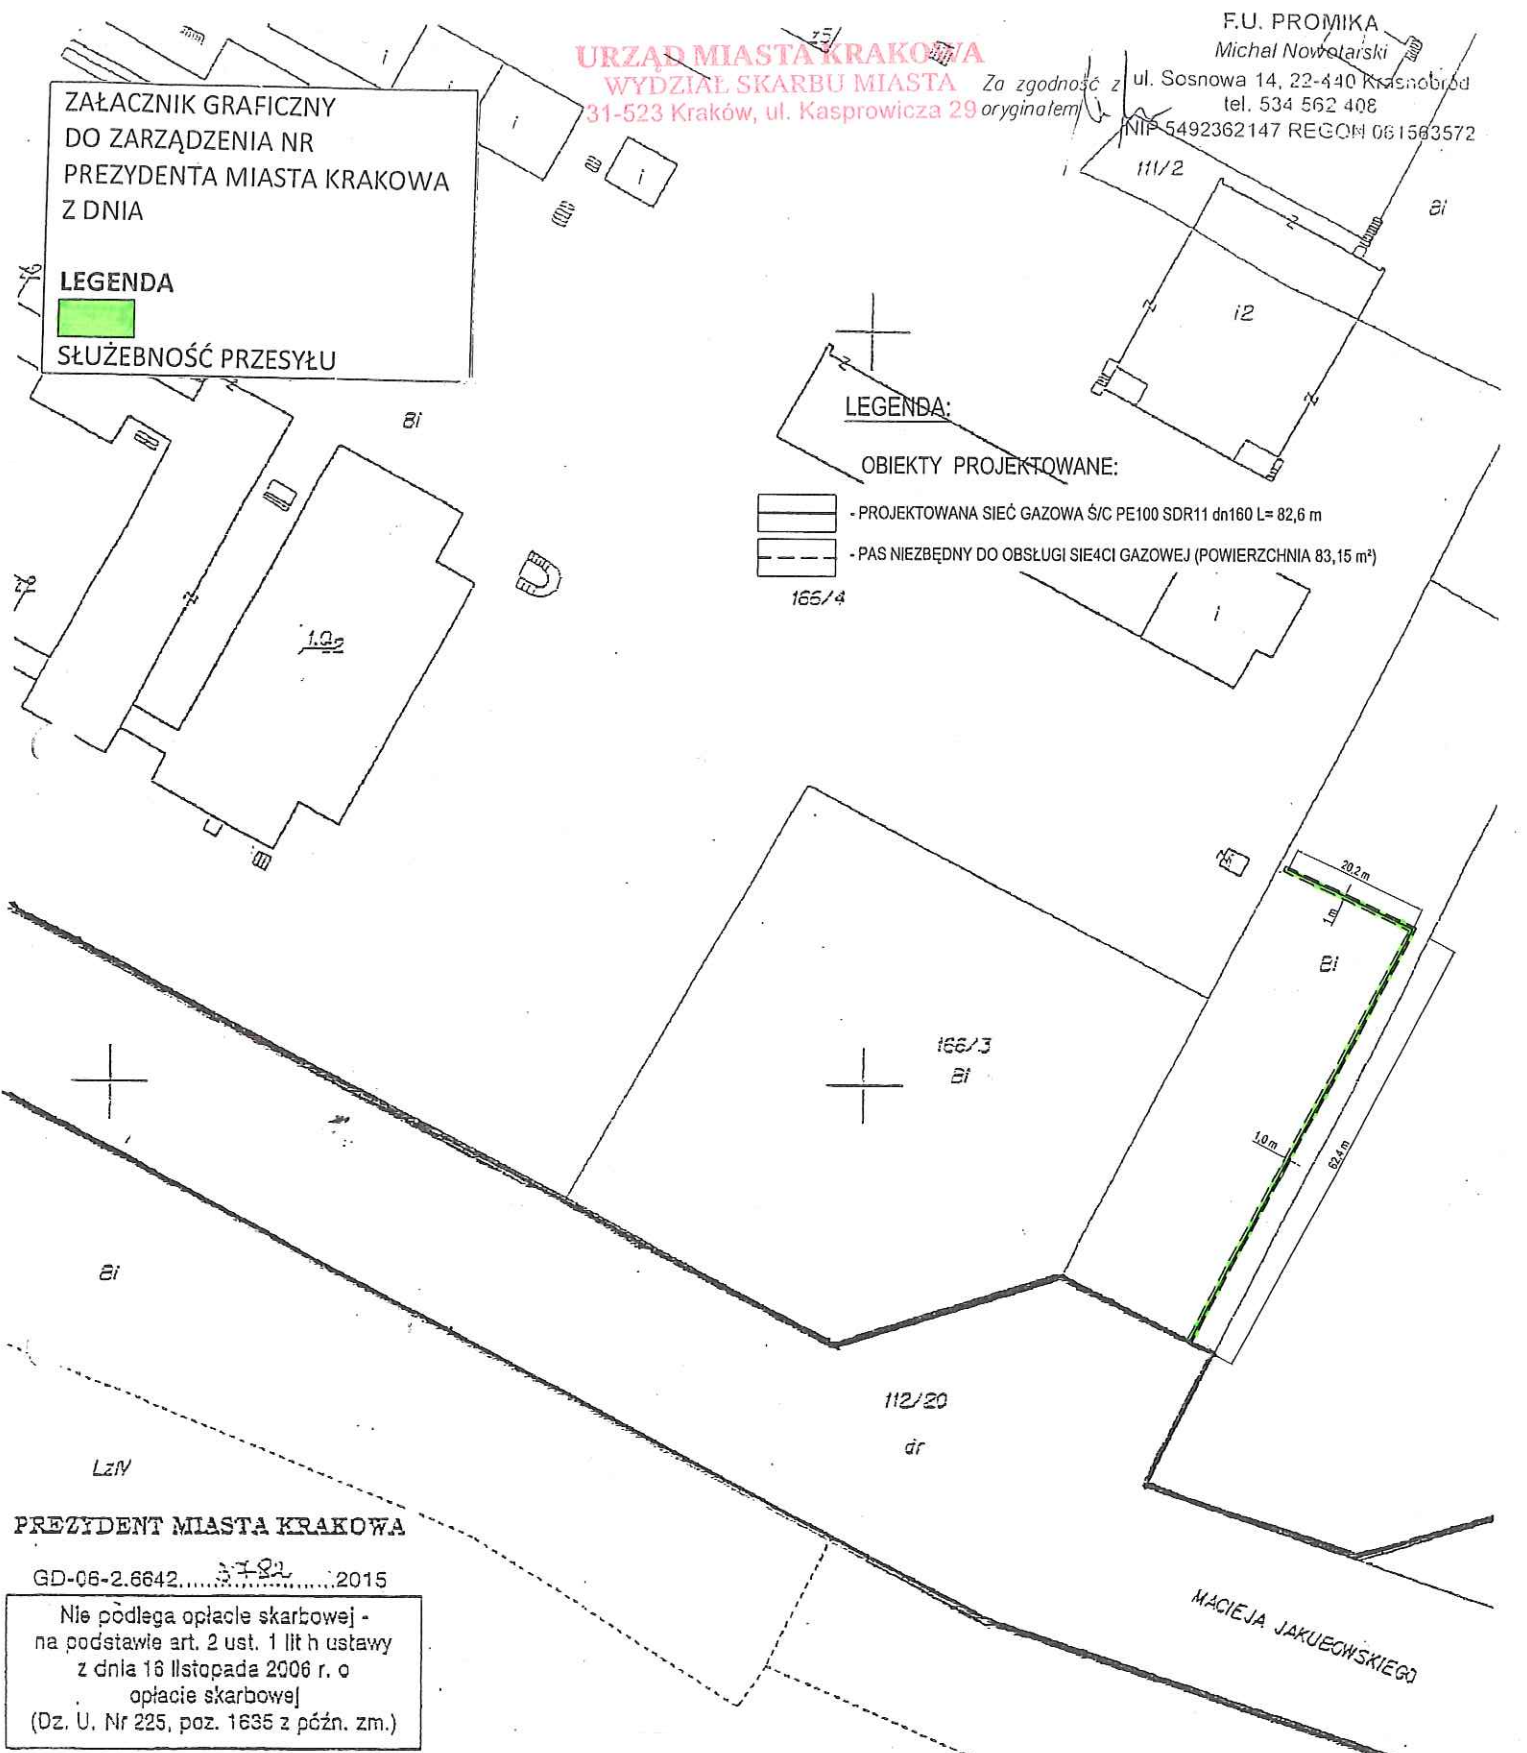 URZĄD MIASTA KRAKOWA
WYDZIAŁ SKARBU MIASTA
31-523 Kraków, ul. Kasprowicza 29
Za zgodność z
oryginałem
F.U. PROMIKA
Michał Nowotarski
ul. Sosnowa 14, 22-440 Krasnobród
tel. 534 562 408
NIP 5492362147 REGON 061563572
ZAŁACZNIK GRAFICZNY
DO ZARZĄDZENIA NR
PREZYDENTA MIASTA KRAKOWA
Z DNIA
LEGENDA
SŁUŻEBNOŚĆ PRZESYŁU
i
i
i
i
i
111/2
Bi
i2
Bi
LEGENDA:
OBIEKTY PROJEKTOWANE:
- PROJEKTOWANA SIEĆ GAZOWA Ś/C PE100 SDR11 dn160 L= 82,6 m
- PAS NIEZBĘDNY DO OBSŁUGI SIE4CI GAZOWEJ (POWIERZCHNIA 83,15 m²)
165/4
i
20,2 m
1 m
Bi
166/3
Bi
1,0 m
62,4 m
Bi
112/20
dr
LzIV
MACIEJA JAKUBOWSKIEGO
PREZYDENT MIASTA KRAKOWA
GD-06-2.6642.....3782.....2015
Nie podlega opłacie skarbowej -
na podstawie art. 2 ust. 1 lit h ustawy
z dnia 16 listopada 2006 r. o
opłacie skarbowej
(Dz. U. Nr 225, poz. 1635 z późn. zm.)